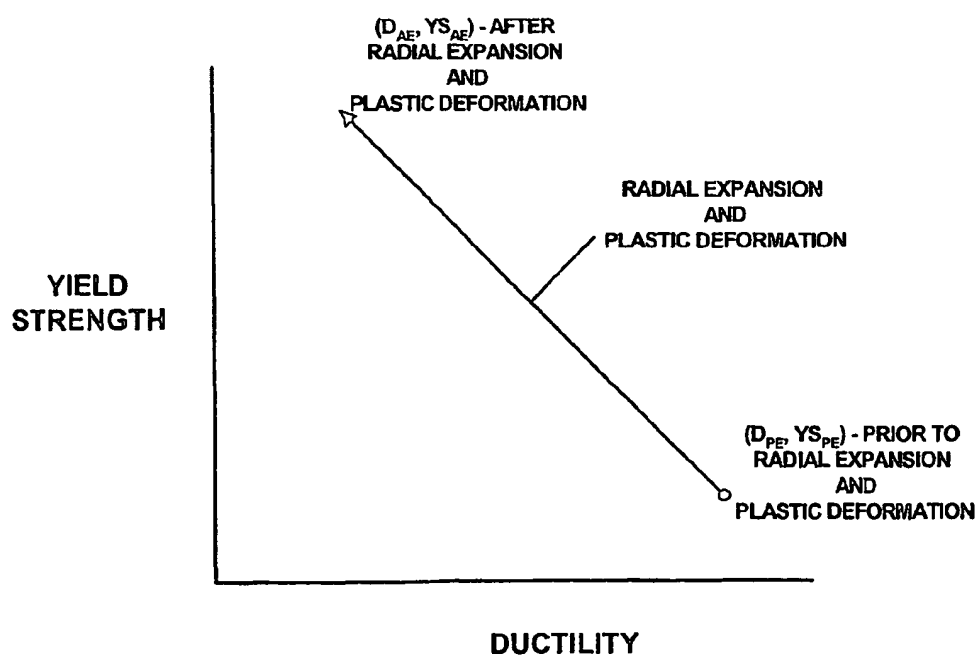 (D_AE, YS_AE) - AFTER
RADIAL EXPANSION
AND
PLASTIC DEFORMATION
RADIAL EXPANSION
AND
PLASTIC DEFORMATION
YIELD
STRENGTH
(D_PE, YS_PE) - PRIOR TO
RADIAL EXPANSION
AND
PLASTIC DEFORMATION
DUCTILITY